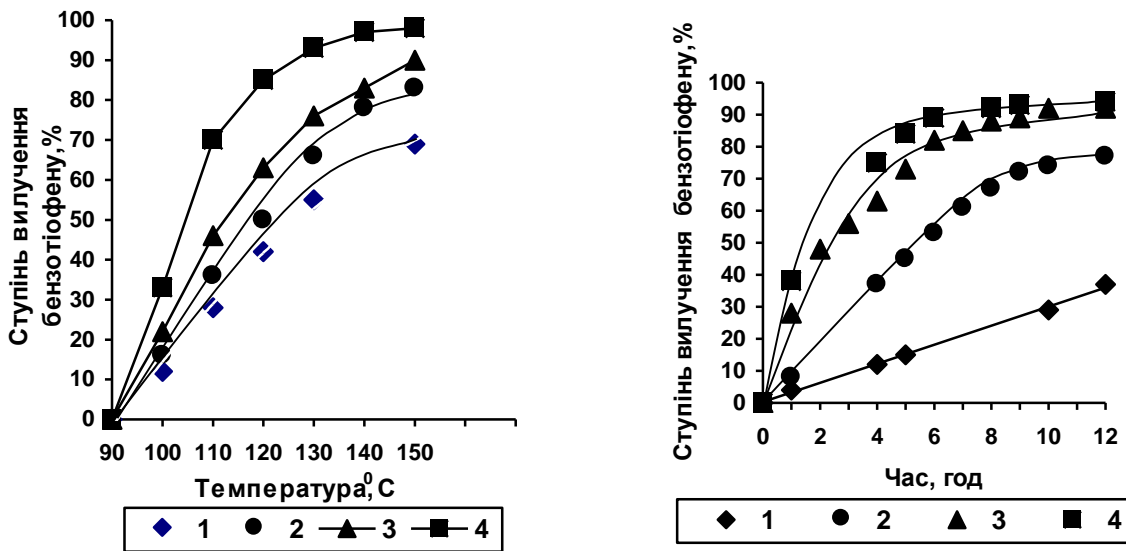 Ступінь вилучення
бензотіофену,%
100
90
80
70
60
50
40
30
20
10
0
90 100 110 120 130 140 150
Температура,⁰С
1 2 3 4
Ступінь вилучення бензотіофену,%
100
90
80
70
60
50
40
30
20
10
0
0 2 4 6 8 10 12
Час, год
1 2 3 4